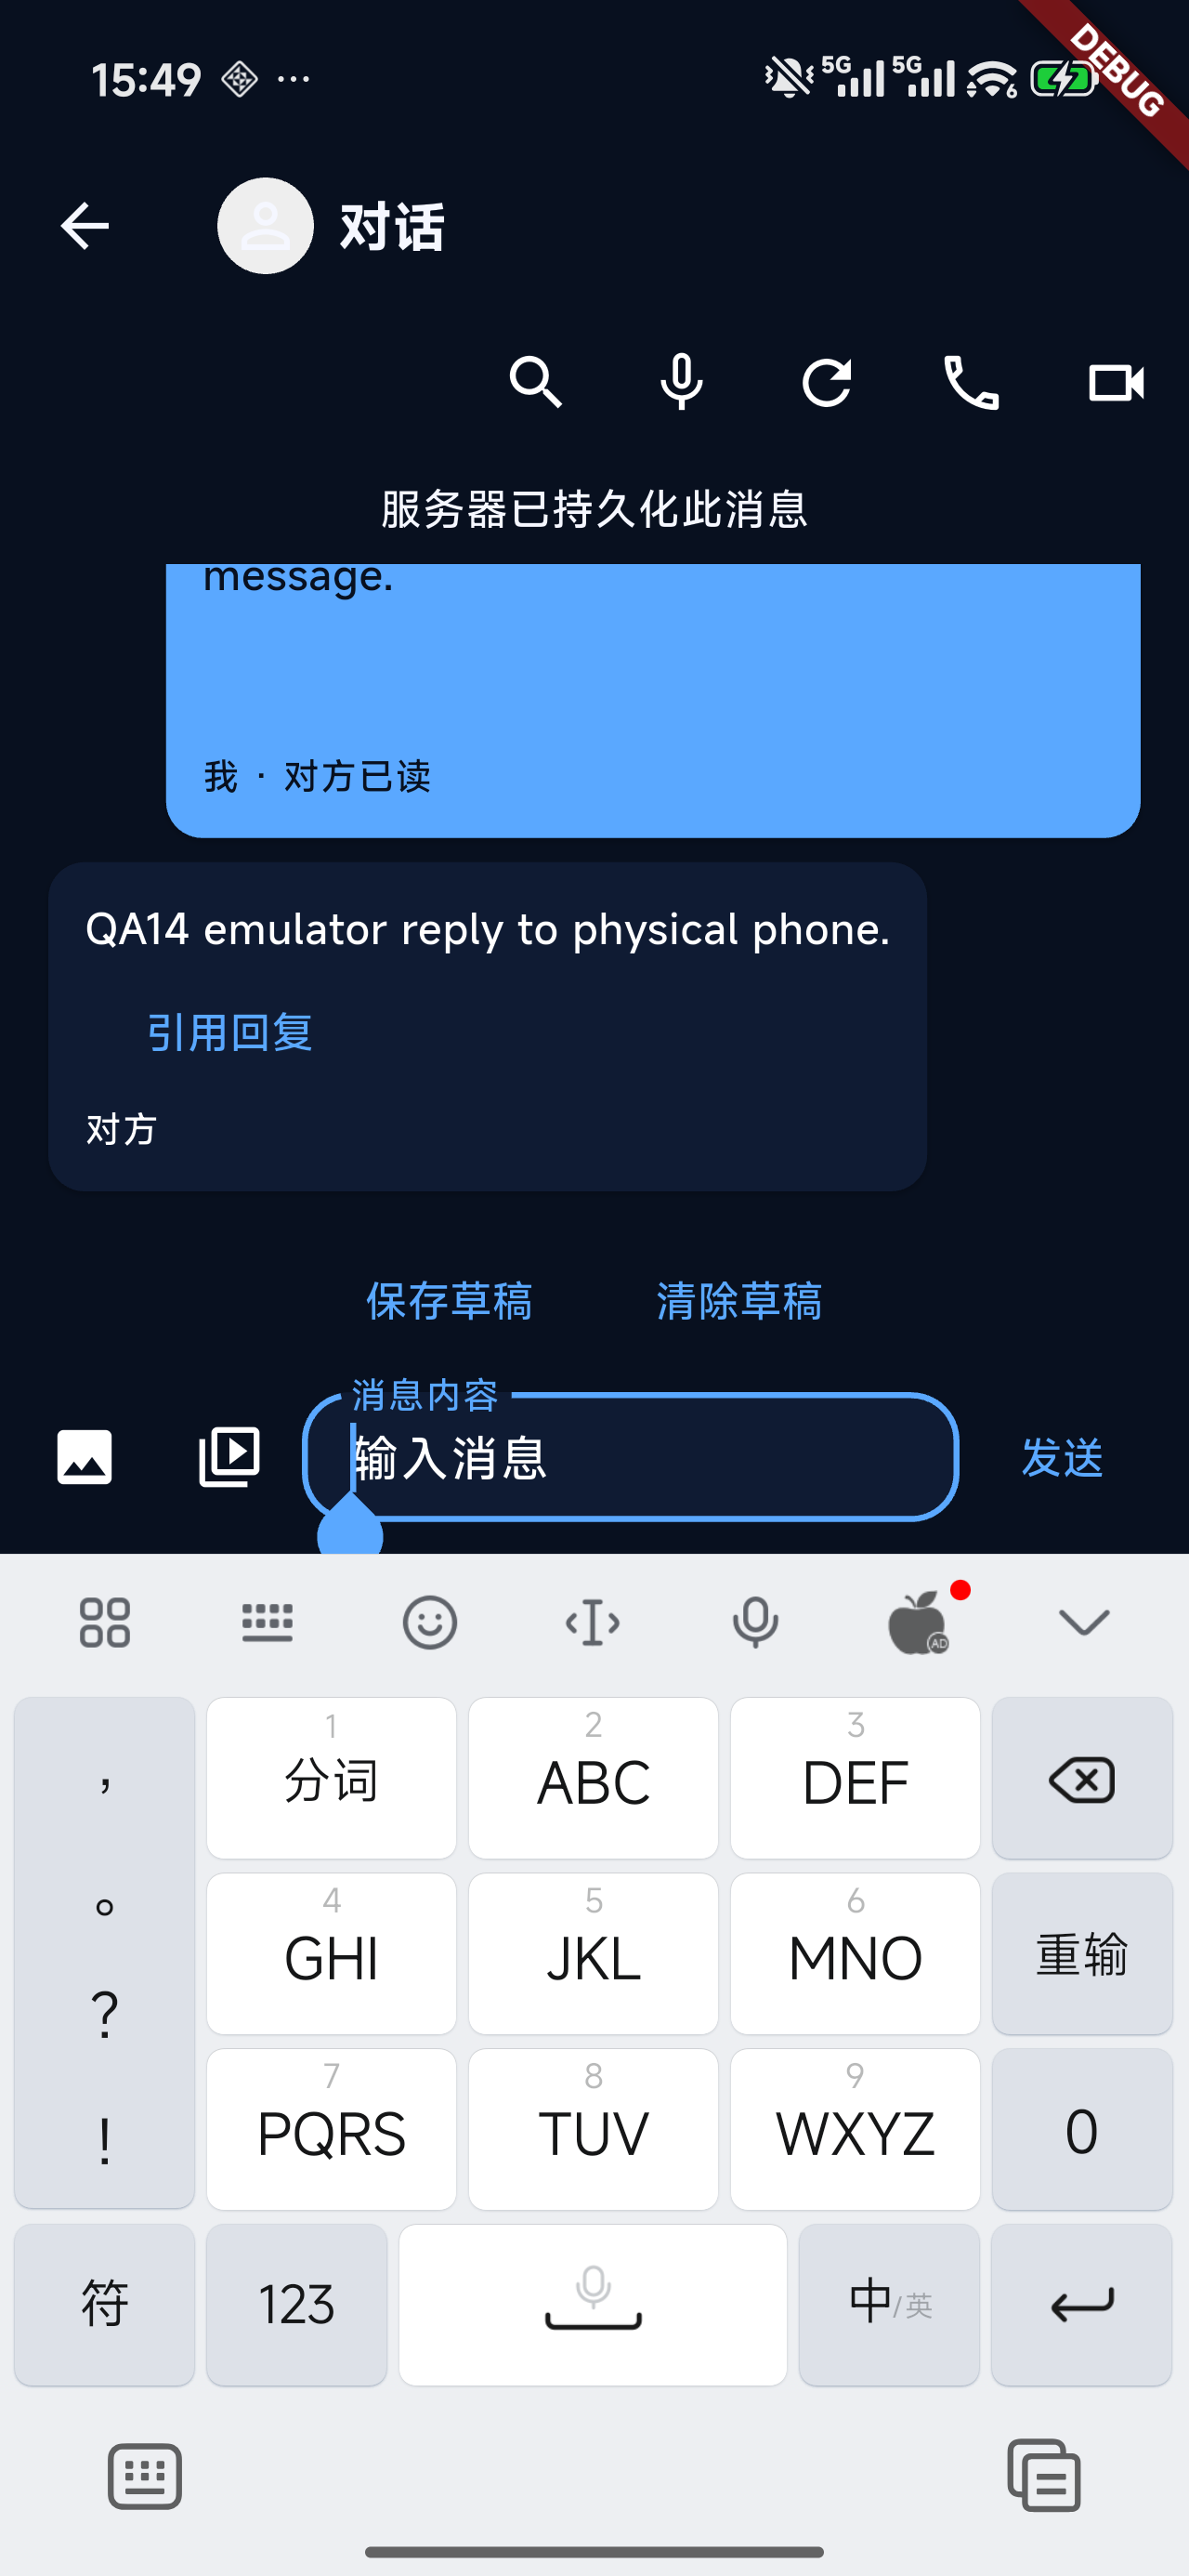 15:49
5G 5G 6
DEBUG
对话
服务器已持久化此消息
message.
我 · 对方已读
QA14 emulator reply to physical phone.
引用回复
对方
保存草稿 清除草稿
消息内容
输入消息
发送
AD
， 1 分词 2 ABC 3 DEF
。 4 GHI 5 JKL 6 MNO 重输
? 7 PQRS 8 TUV 9 WXYZ 0
!
符 123 中/英